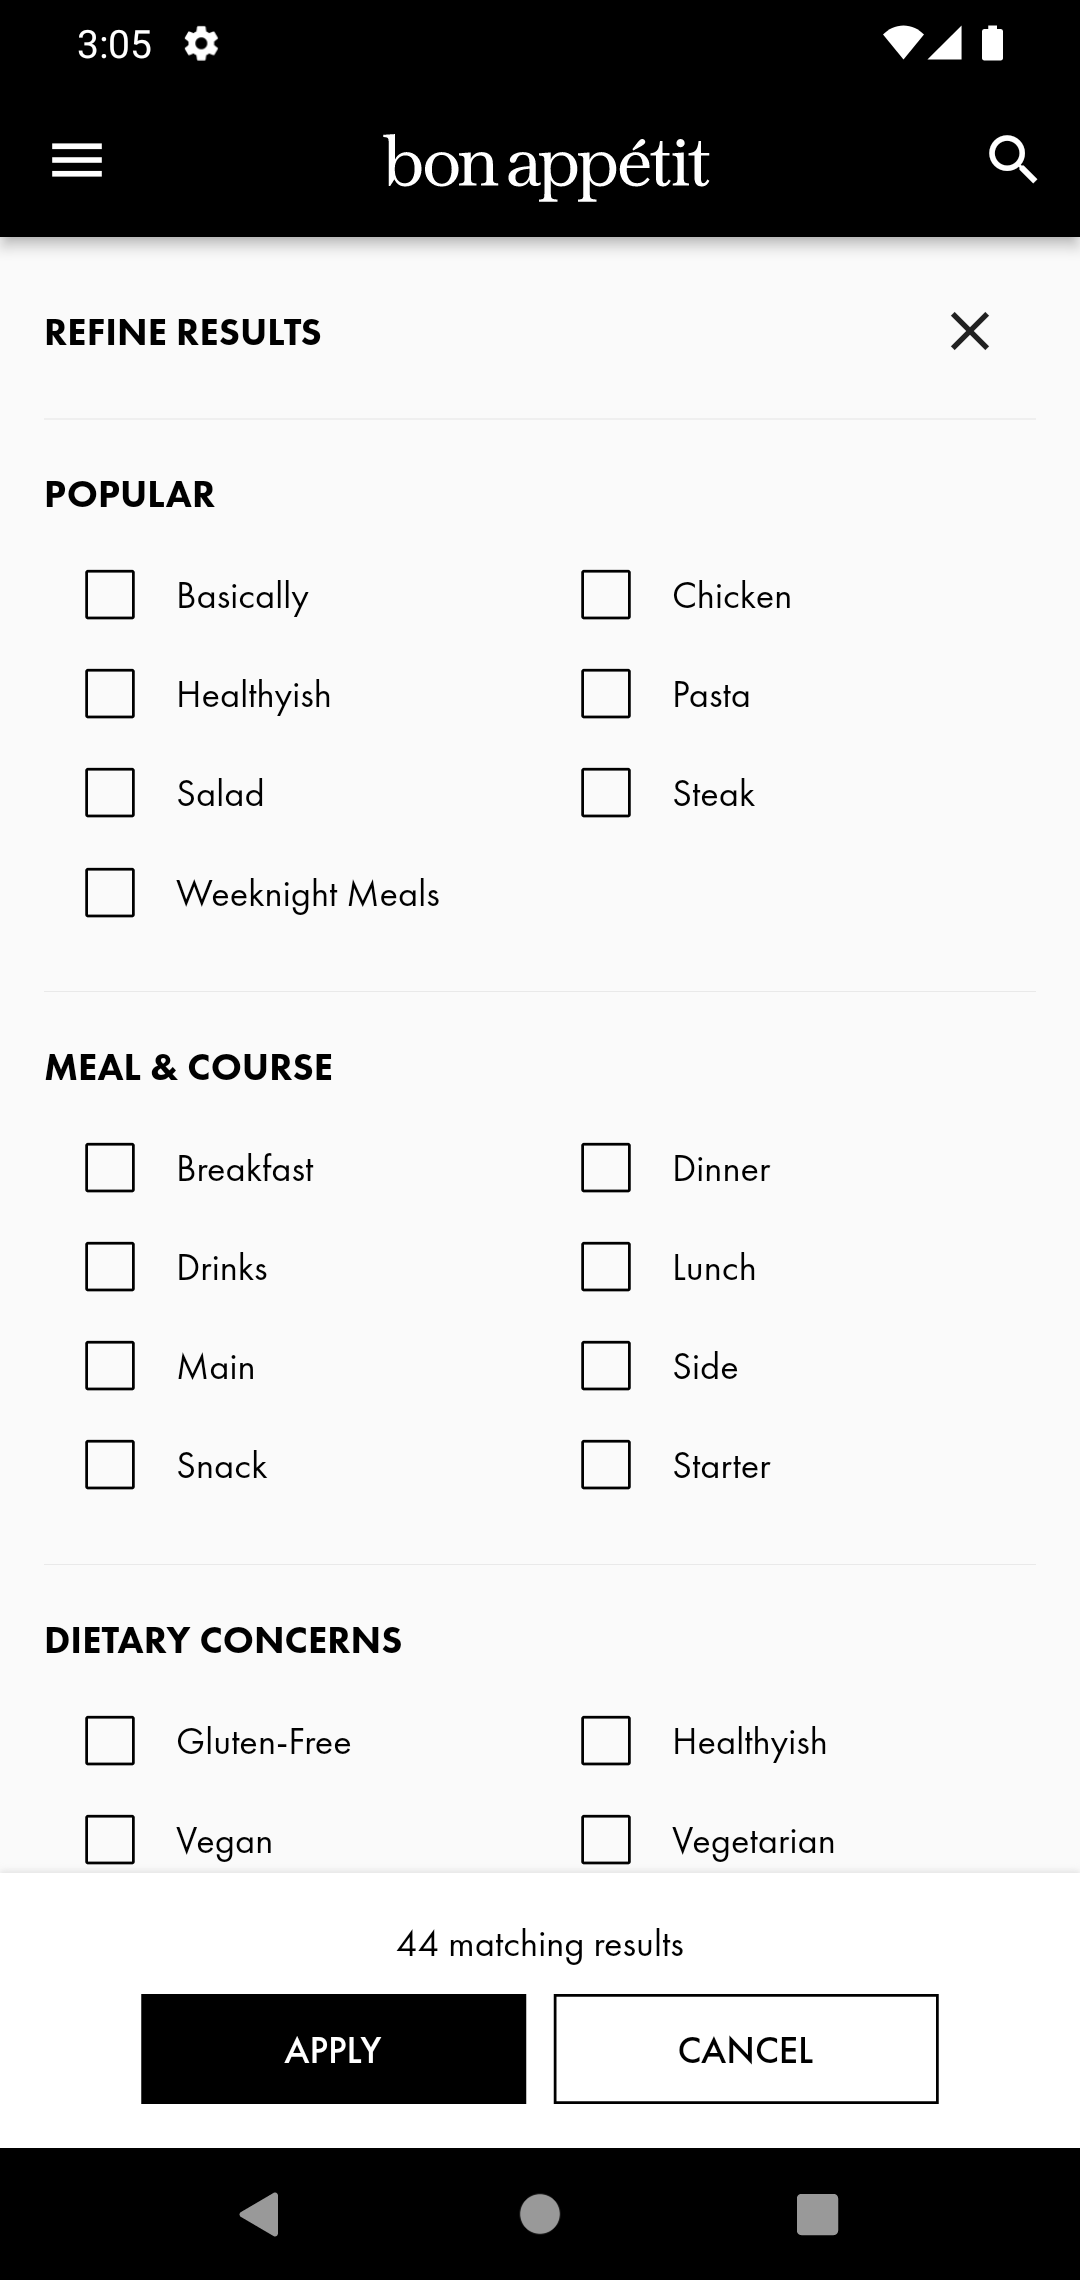 3:05
bon appétit
REFINE RESULTS
POPULAR
Basically
Chicken
Healthyish
Pasta
Salad
Steak
Weeknight Meals
MEAL & COURSE
Breakfast
Dinner
Drinks
Lunch
Main
Side
Snack
Starter
DIETARY CONCERNS
Gluten-Free
Healthyish
Vegan
Vegetarian
44 matching results
APPLY
CANCEL